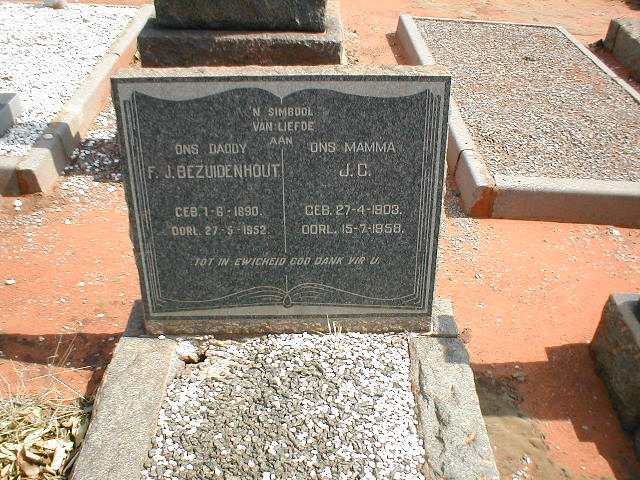 'N SIMBOOL
VAN LIEFDE
AAN
ONS DADDY
F. J. BEZUIDENHOUT
GEB. 1-6-1890.
OORL. 27-5-1952.
ONS MAMMA
J. C.
GEB. 27-4-1903.
OORL. 15-7-1958.
TOT IN EWIGHEID GOD DANK VIR U.